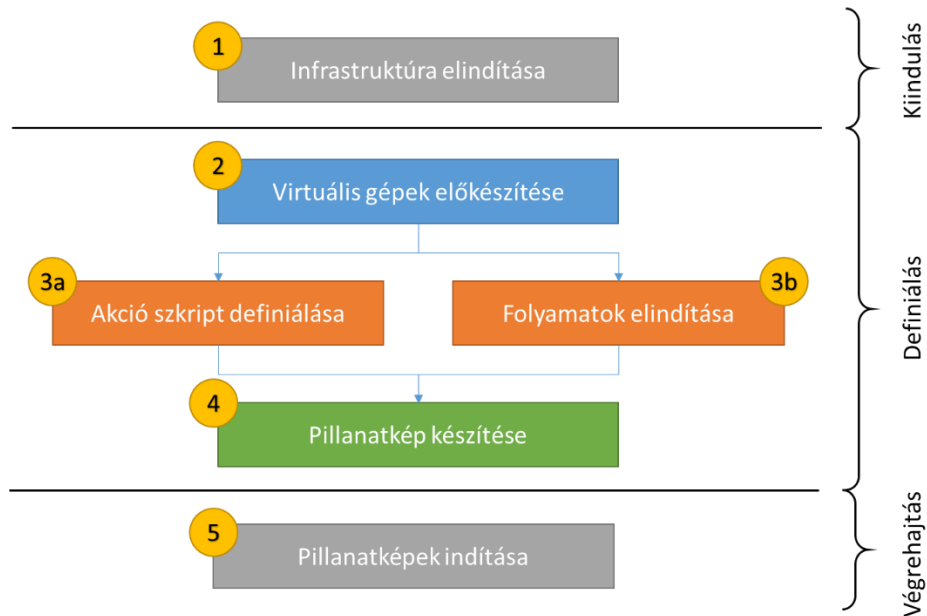 1
Infrastruktúra elindítása
Kiindulás
2
Virtuális gépek előkészítése
3a
Akció szkript definiálása
3b
Folyamatok elindítása
Definiálás
4
Pillanatkép készítése
5
Pillanatképek indítása
Végrehajtás